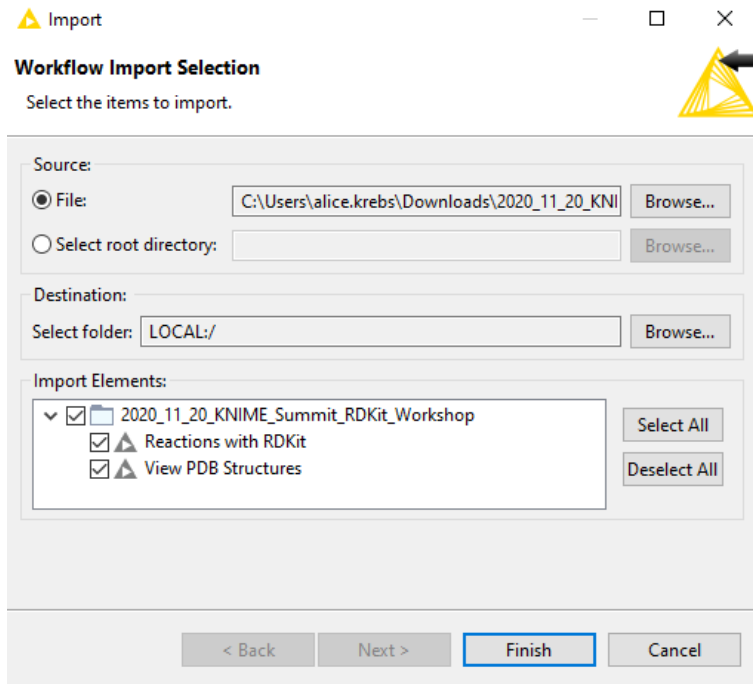 Import
Workflow Import Selection
Select the items to import.
Source:
File: C:\Users\alice.krebs\Downloads\2020_11_20_KNI Browse...
Select root directory: Browse...
Destination:
Select folder: LOCAL:/ Browse...
Import Elements:
2020_11_20_KNIME_Summit_RDKit_Workshop
Select All
Reactions with RDKit
View PDB Structures
Deselect All
< Back Next > Finish Cancel